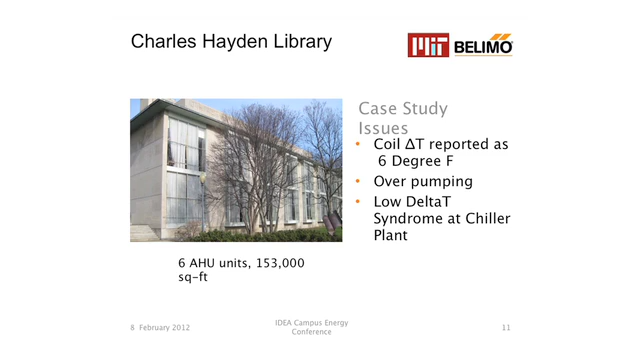 Charles Hayden Library
MIT
BELIMO
Case Study
Issues
• Coil ΔT reported as
6 Degree F
• Over pumping
• Low DeltaT
Syndrome at Chiller
Plant
6 AHU units, 153,000
sq-ft
8 February 2012
IDEA Campus Energy
Conference
11